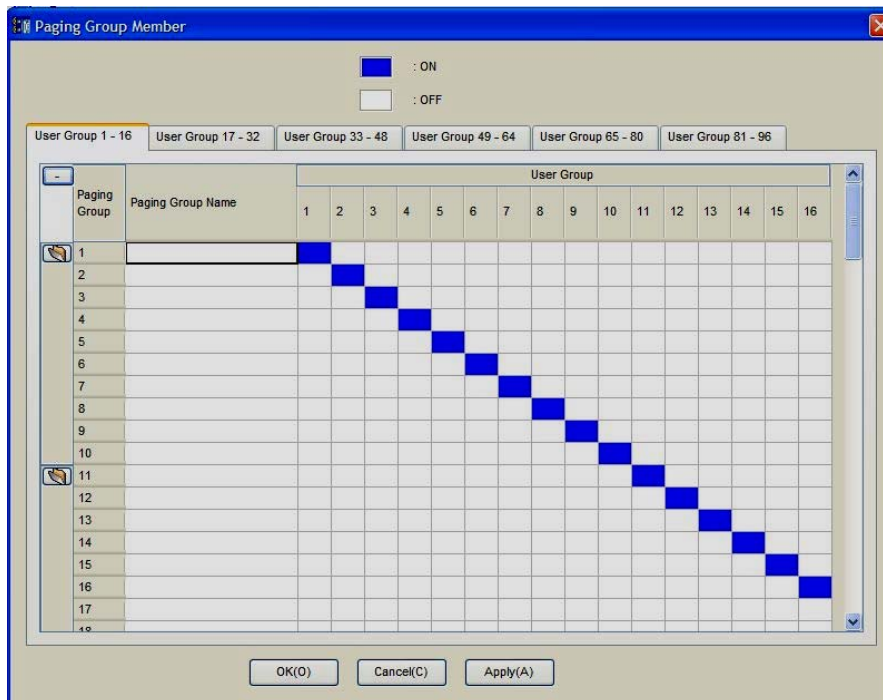 Paging Group Member
: ON
: OFF
User Group 1 - 16 User Group 17 - 32 User Group 33 - 48 User Group 49 - 64 User Group 65 - 80 User Group 81 - 96
-
User Group
Paging Group
Paging Group Name
1 2 3 4 5 6 7 8 9 10 11 12 13 14 15 16
1
2
3
4
5
6
7
8
9
10
11
12
13
14
15
16
17
18
OK(O) Cancel(C) Apply(A)